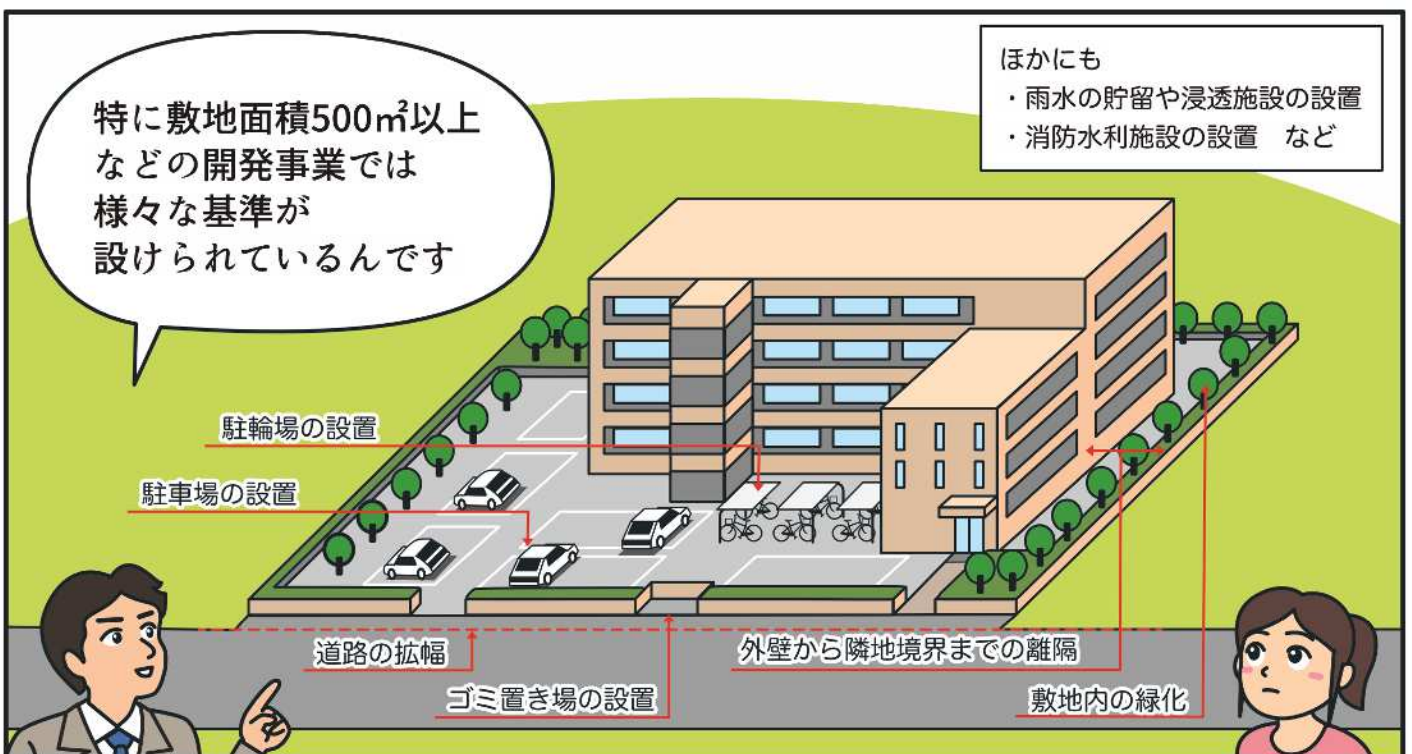 特に敷地面積500㎡以上
などの開発事業では
様々な基準が
設けられているんです
ほかにも
・雨水の貯留や浸透施設の設置
・消防水利施設の設置　など
駐輪場の設置
駐車場の設置
道路の拡幅
外壁から隣地境界までの離隔
ゴミ置き場の設置
敷地内の緑化